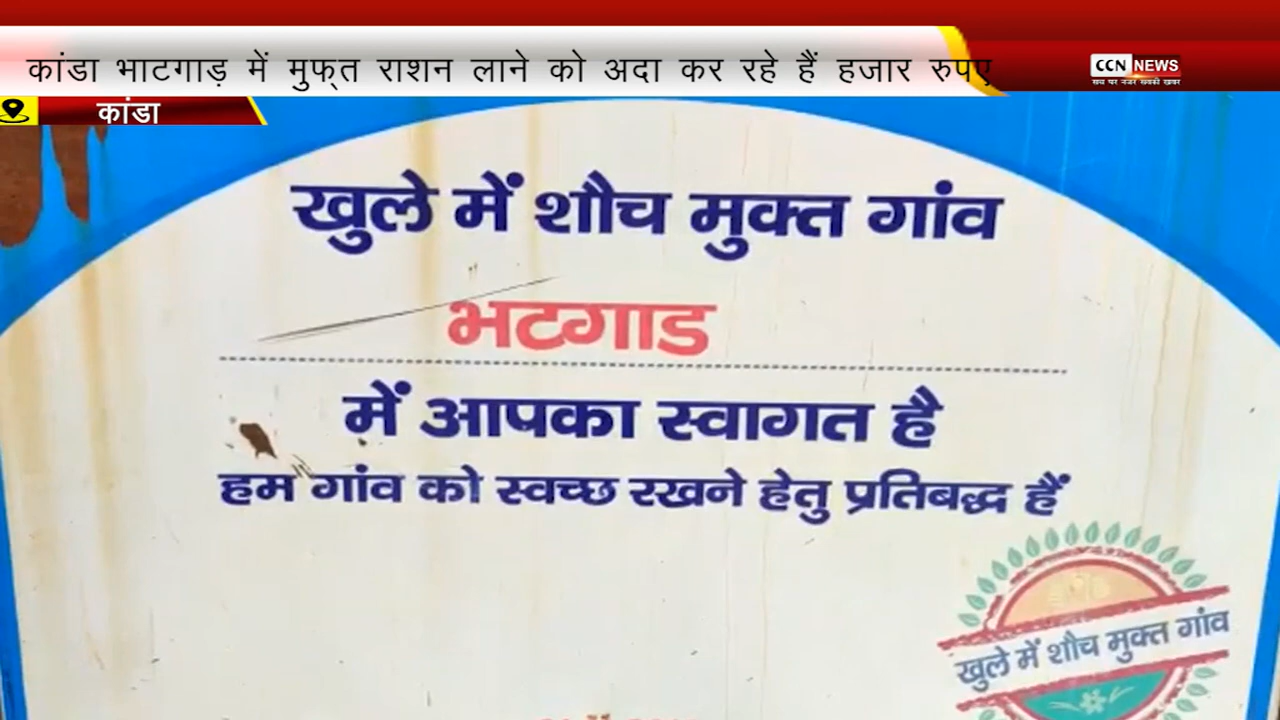 कांडा भाटगाड़ में मुफ्त राशन लाने को अदा कर रहे हैं हजार रुपए
CCN NEWS
सच पर नजर सबकी खबर
कांडा
खुले में शौच मुक्त गांव
भटगाड
में आपका स्वागत है
हम गांव को स्वच्छ रखने हेतु प्रतिबद्ध हैं
खुले में शौच मुक्त गांव